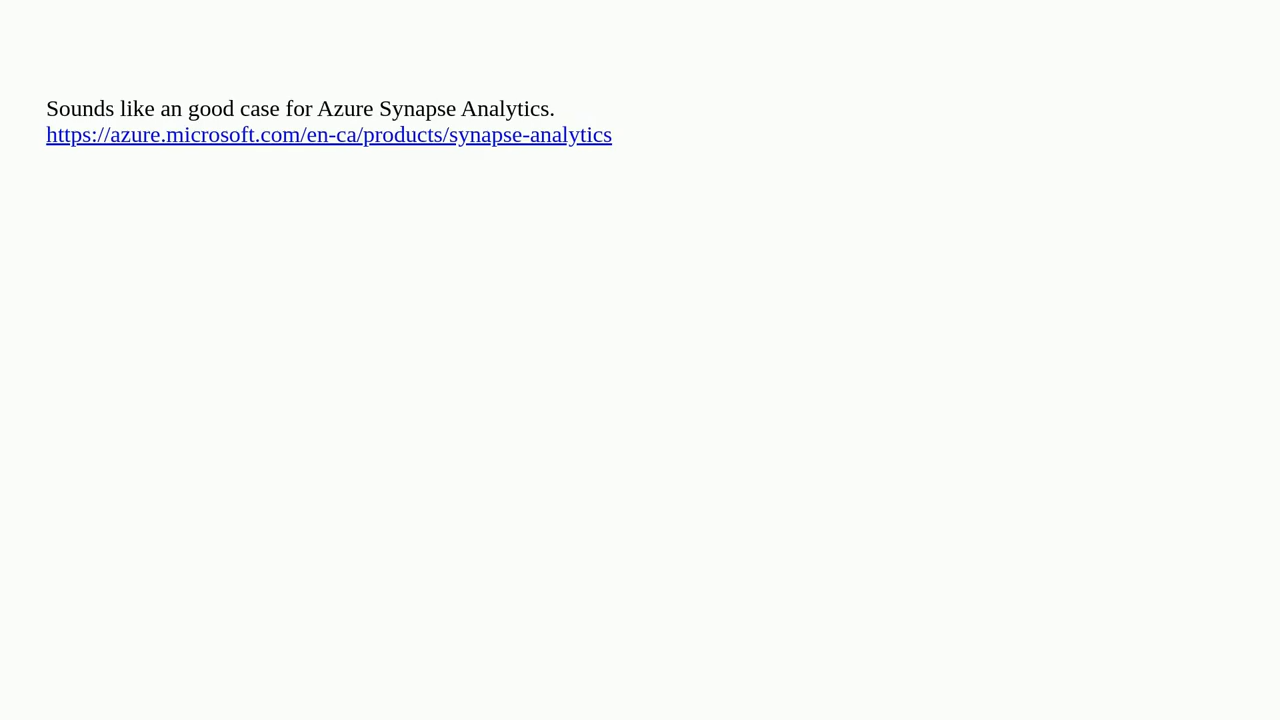 Sounds like an good case for Azure Synapse Analytics.
https://azure.microsoft.com/en-ca/products/synapse-analytics